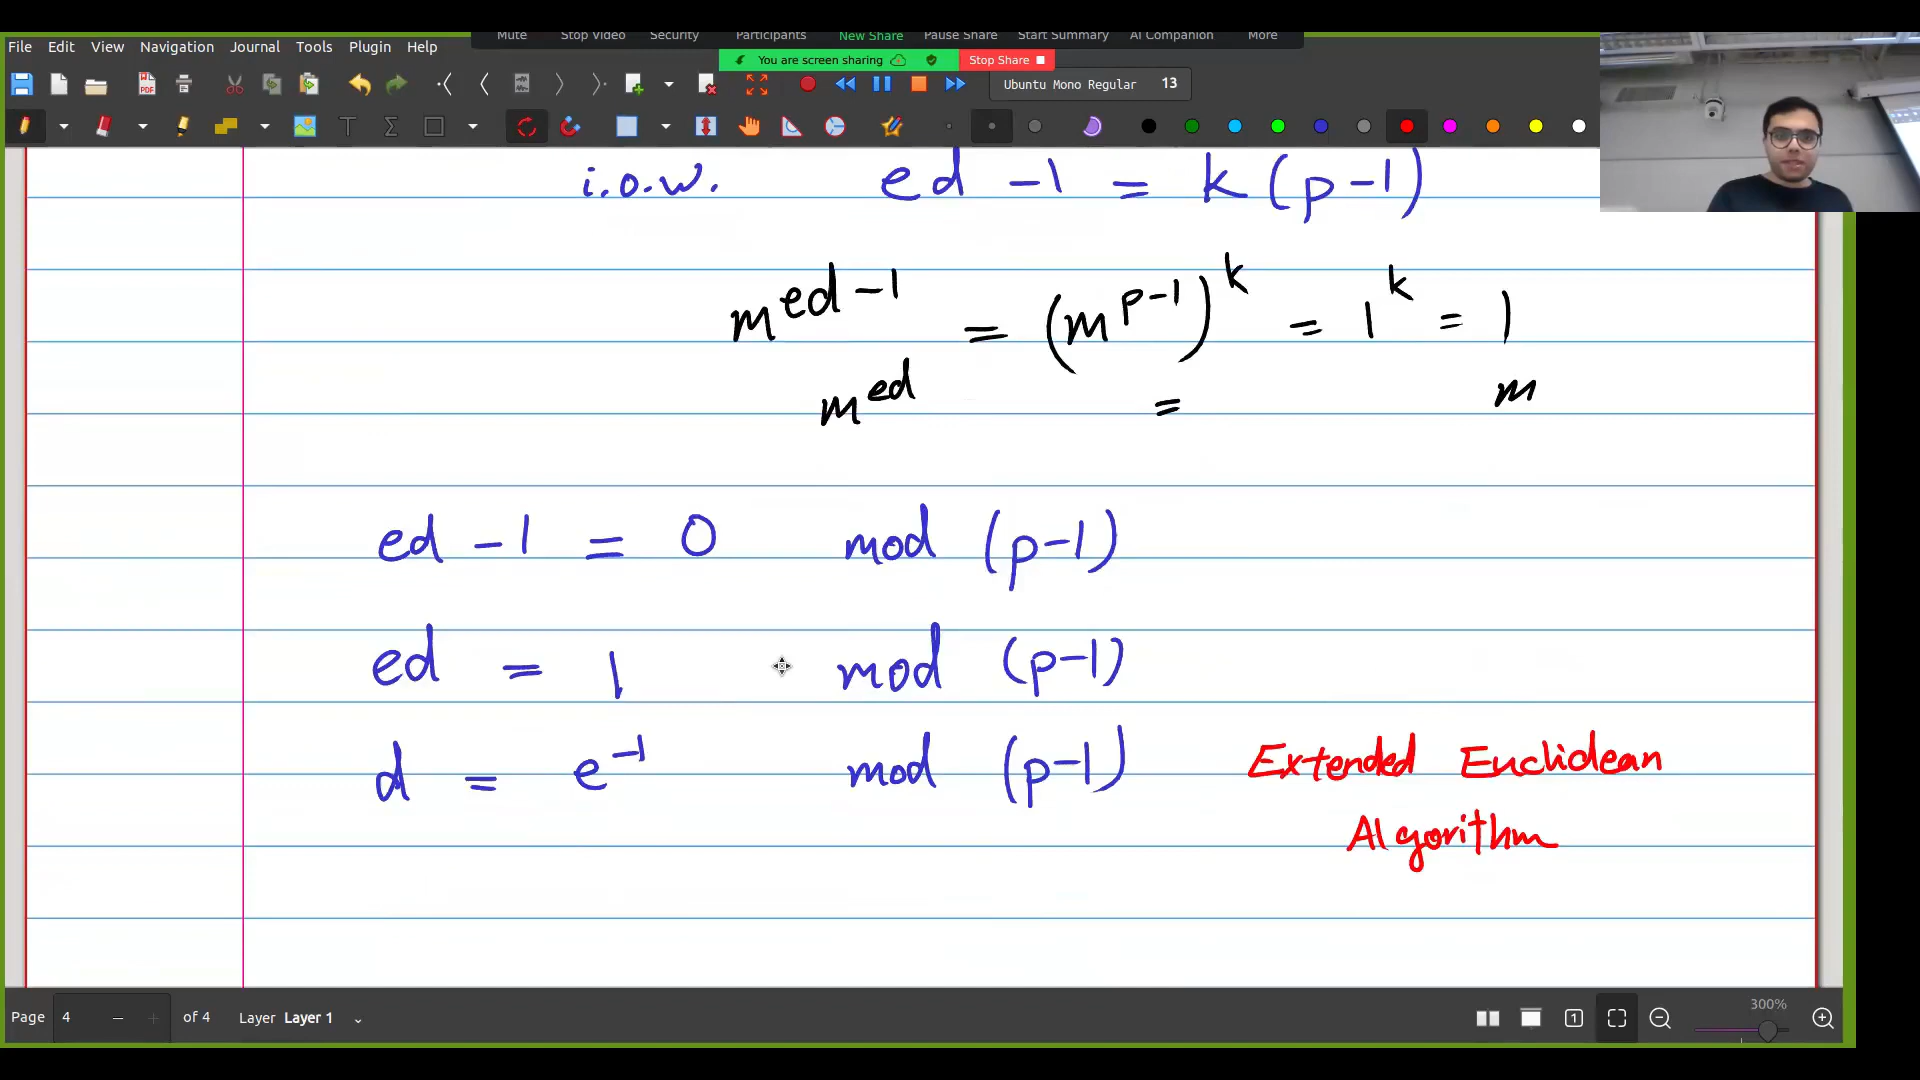 Mute Stop Video Security Participants New Share Pause Share Start Summary AI Companion More
File Edit View Navigation Journal Tools Plugin Help
You are screen sharing Stop Share
PDF Ubuntu Mono Regular 13
i.o.w. ed - 1 = k (p - 1)
m^{ed-1} = (m^{p-1})^k = 1^k = 1
m^{ed} = m
ed - 1 = 0 mod (p-1)
ed = 1 mod (p-1)
d = e^{-1} mod (p-1) Extended Euclidean
Algorithm
Page 4 of 4 Layer Layer 1 1 300%